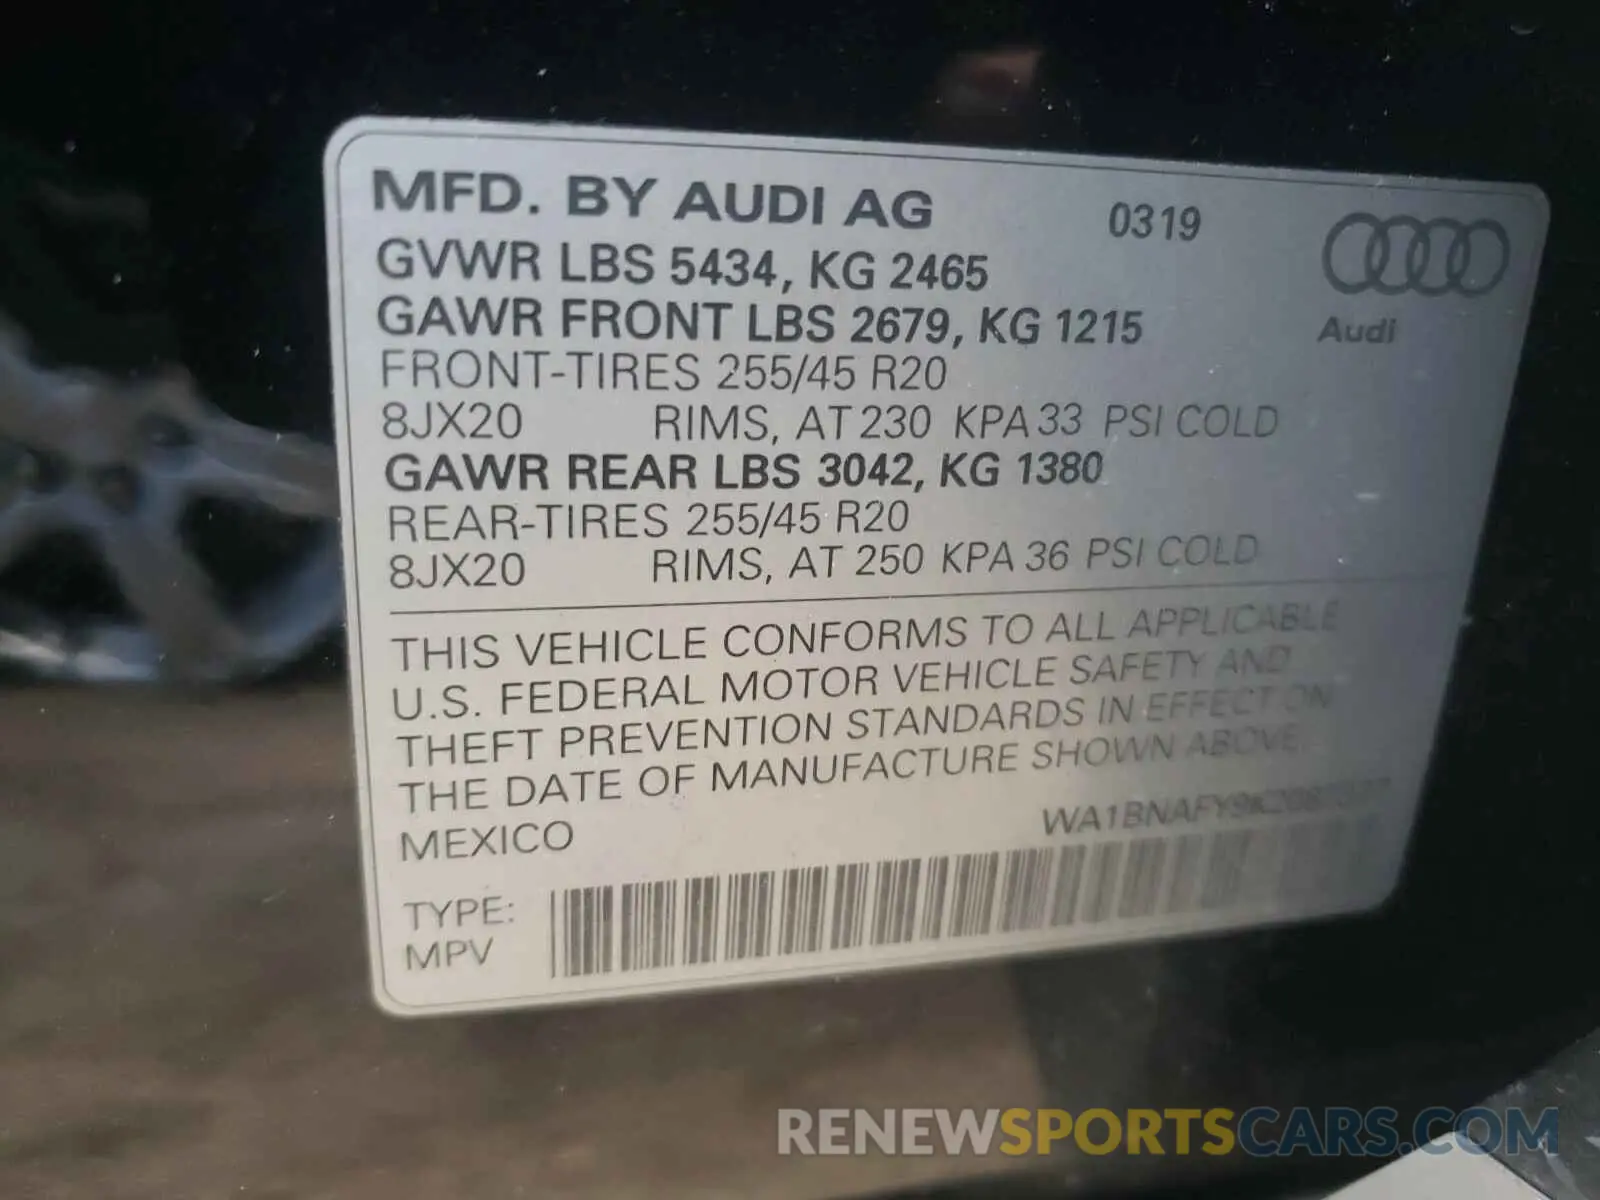 MFD. BY AUDI AG 0319
GVWR LBS 5434, KG 2465
GAWR FRONT LBS 2679, KG 1215
Audi
FRONT-TIRES 255/45 R20
8JX20 RIMS, AT 230 KPA 33 PSI COLD
GAWR REAR LBS 3042, KG 1380
REAR-TIRES 255/45 R20
8JX20 RIMS, AT 250 KPA 36 PSI COLD
THIS VEHICLE CONFORMS TO ALL APPLICABLE
U.S. FEDERAL MOTOR VEHICLE SAFETY AND
THEFT PREVENTION STANDARDS IN EFFECT ON
THE DATE OF MANUFACTURE SHOWN ABOVE
MEXICO
TYPE:
MPV
RENEWSPORTSCARS.COM